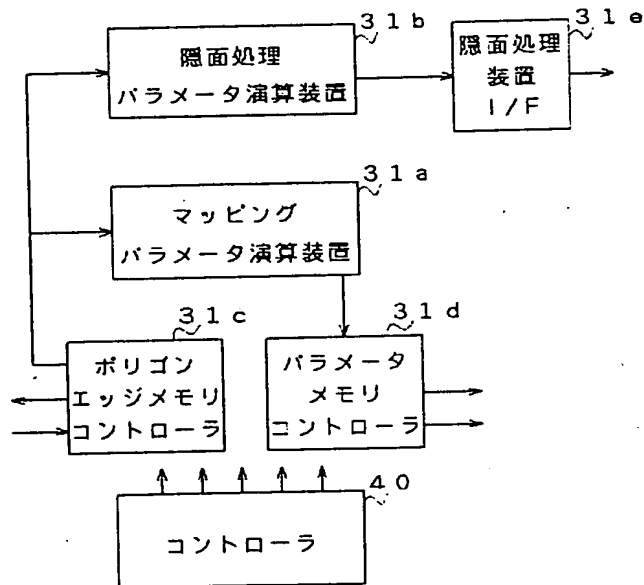 31b
隠面処理
パラメータ演算装置
31e
隠面処理
装置
I/F
31a
マッピング
パラメータ演算装置
31c
ポリゴン
エッジメモリ
コントローラ
31d
パラメータ
メモリ
コントローラ
40
コントローラ